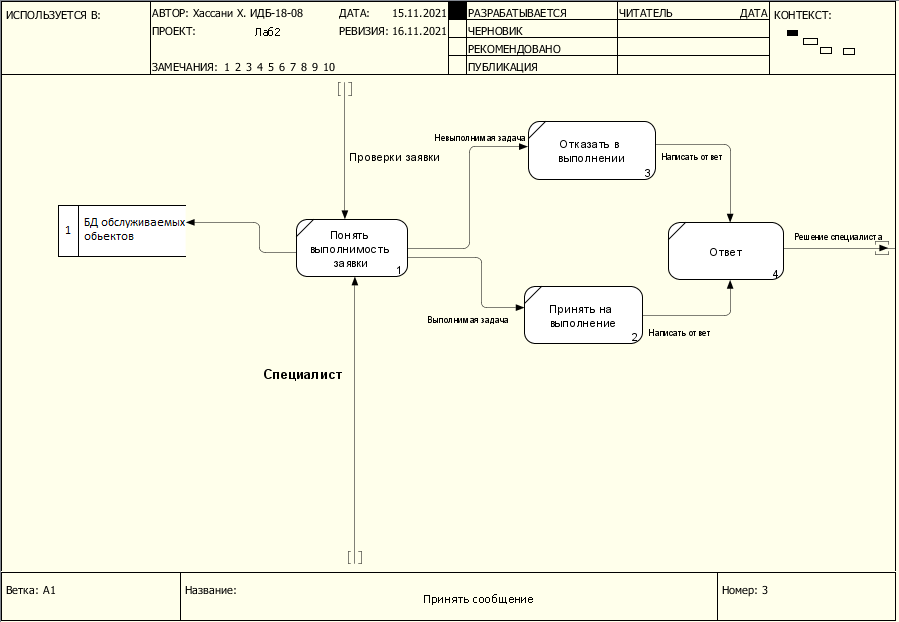 ИСПОЛЬЗУЕТСЯ В:
АВТОР: Хассани Х. ИДБ-18-08
ДАТА: 15.11.2021
РАЗРАБАТЫВАЕТСЯ
ЧИТАТЕЛЬ
ДАТА
КОНТЕКСТ:
ПРОЕКТ: Лаб2
РЕВИЗИЯ: 16.11.2021
ЧЕРНОВИК
РЕКОМЕНДОВАНО
ЗАМЕЧАНИЯ: 1 2 3 4 5 6 7 8 9 10
ПУБЛИКАЦИЯ
Проверки заявки
Невыполнимая задача
Отказать в
выполнении
3
Написать ответ
1
БД обслуживаемых
обьектов
Понять
выполнимость
заявки
1
Ответ
4
Решение специалиста
Выполнимая задача
Принять на
выполнение
2
Написать ответ
Специалист
Ветка: А1
Название:
Принять сообщение
Номер: 3